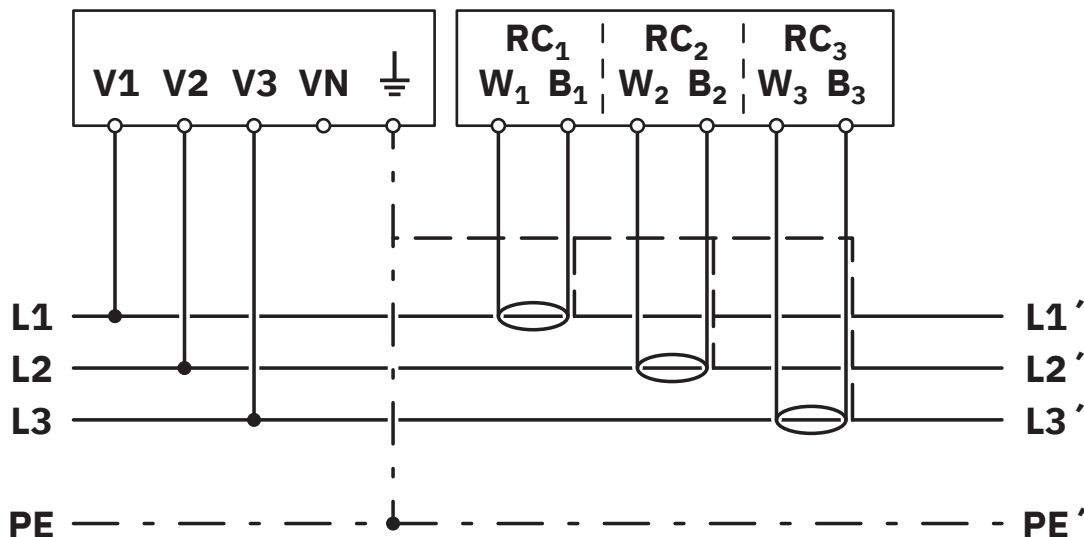 RC₁ RC₂ RC₃
V1 V2 V3 VN W₁ B₁ W₂ B₂ W₃ B₃
L1 L1′
L2 L2′
L3 L3′
PE PE′